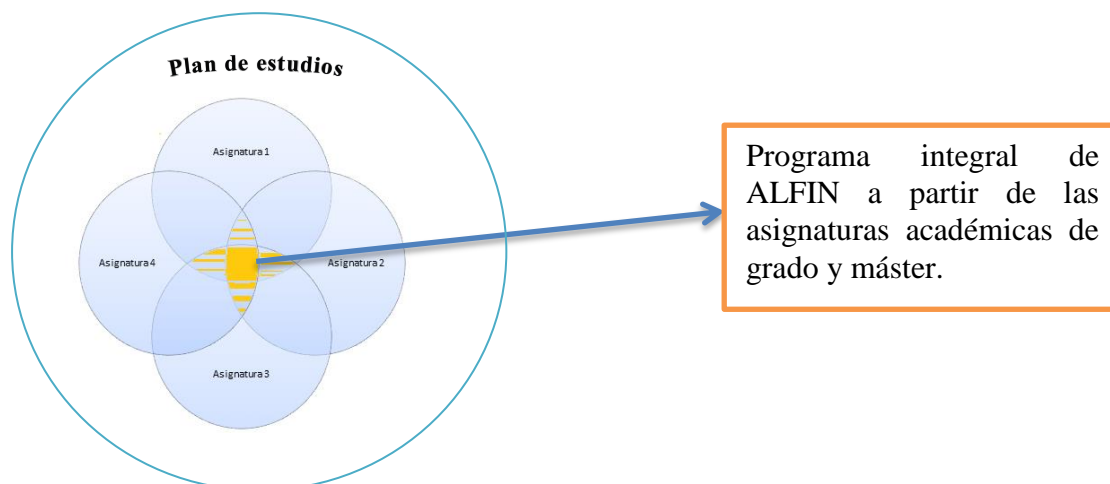 Plan de estudios
Asignatura 1
Asignatura 4
Asignatura 2
Asignatura 3
Programa integral de
ALFIN a partir de las
asignaturas académicas de
grado y máster.